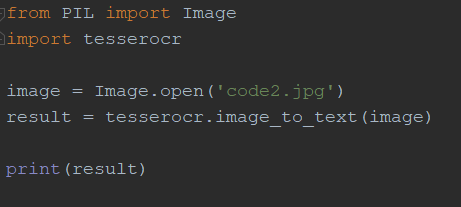 from PIL import Image
import tesserocr
image = Image.open('code2.jpg')
result = tesserocr.image_to_text(image)
print(result)